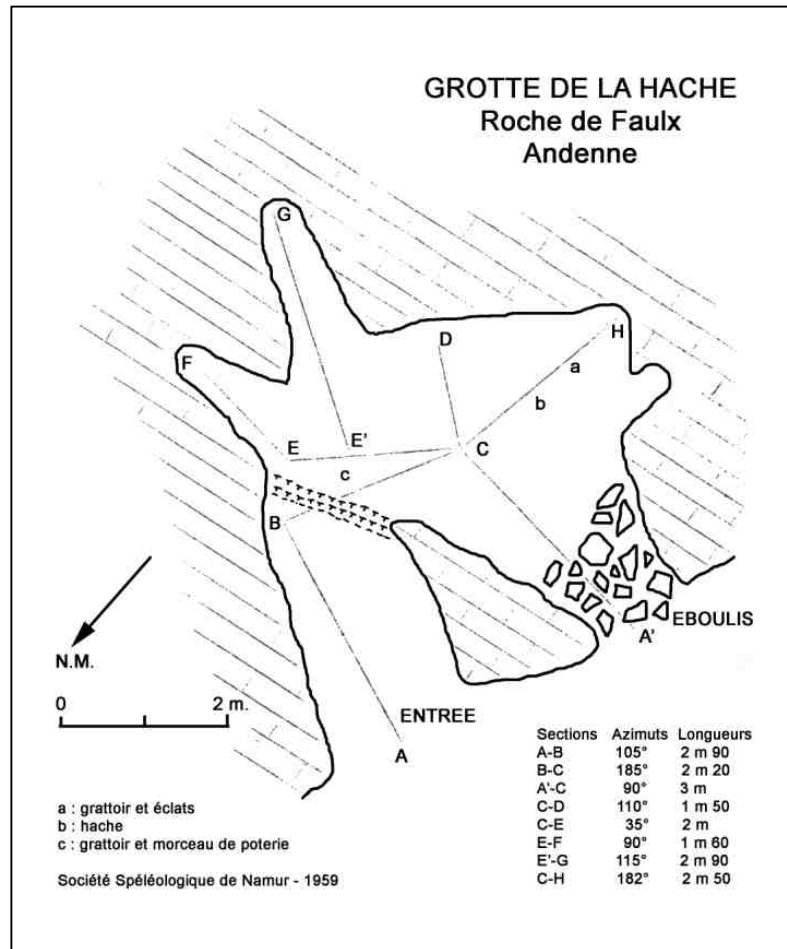 GROTTE DE LA HACHE
Roche de Faulx
Andenne
G
H
D
a
F
b
E'
E
C
c
B
EBOULIS
A'
N.M.
0 2 m.
ENTREE
A
Sections Azimuts Longueurs
A-B 105° 2 m 90
B-C 185° 2 m 20
A'-C 90° 3 m
C-D 110° 1 m 50
C-E 35° 2 m
E-F 90° 1 m 60
E'-G 115° 2 m 90
C-H 182° 2 m 50
a : grattoir et éclats
b : hache
c : grattoir et morceau de poterie
Société Spéléologique de Namur - 1959